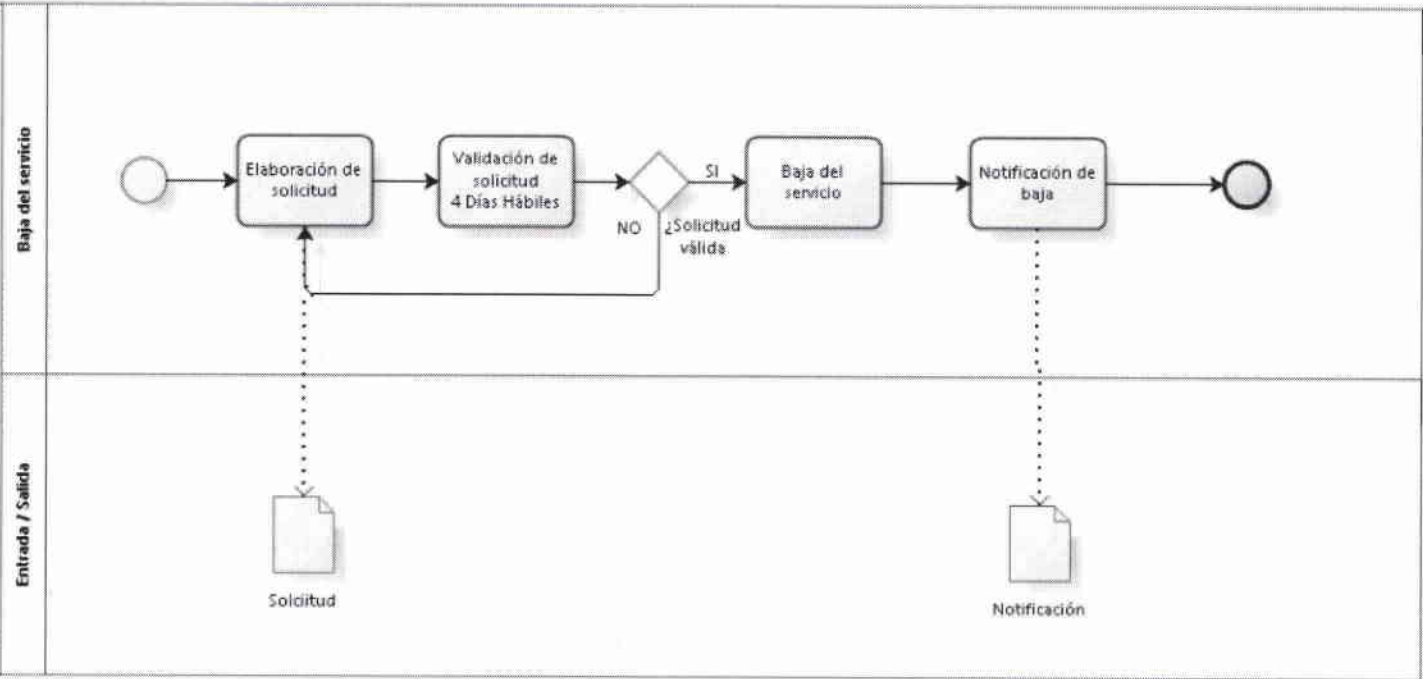 Baja del servicio
Elaboración de
solicitud
Validación de
solicitud
4 Días Hábiles
SI
NO
¿Solicitud
válida
Baja del
servicio
Notificación de
baja
Entrada / Salida
Solciitud
Notificación